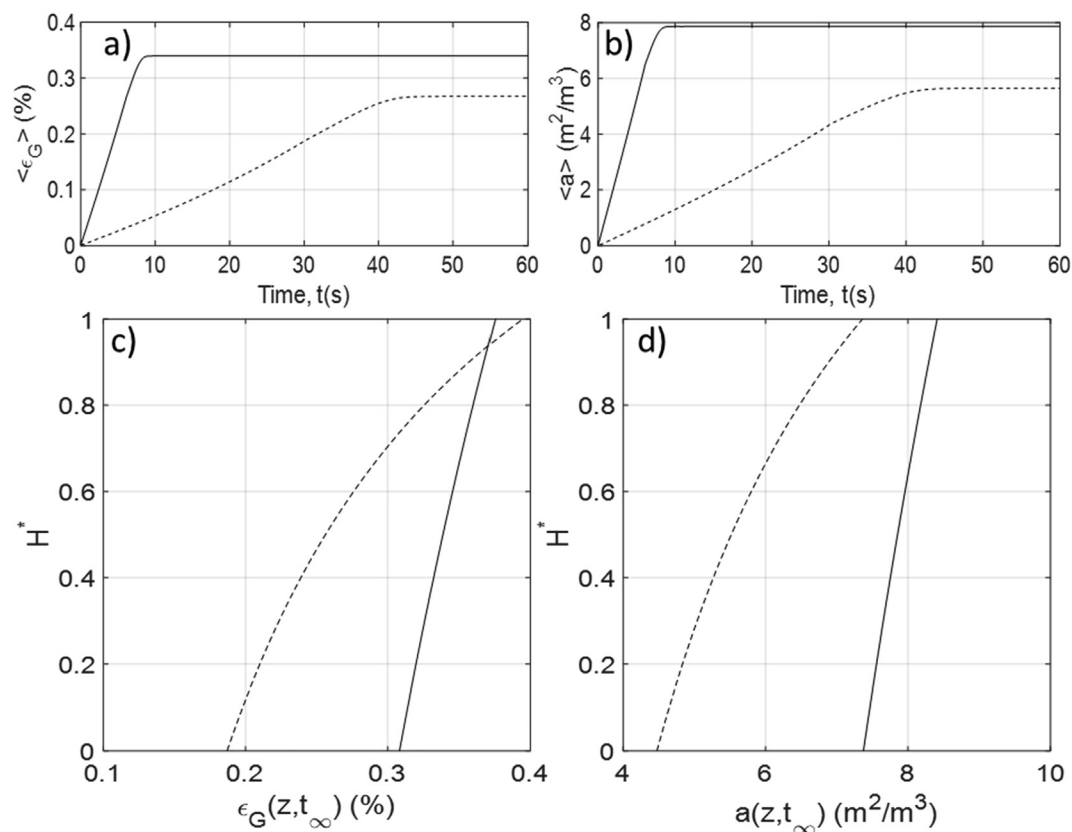 a)
0.4
0.3
0.2
0.1
0
<ϵ_G> (%)
0 10 20 30 40 50 60
Time, t(s)
b)
8
6
4
2
0
<a> (m²/m³)
0 10 20 30 40 50 60
Time, t(s)
c)
1
0.8
0.6
0.4
0.2
0
H*
0.1 0.2 0.3 0.4
ϵ_G(z,t_∞) (%)
d)
1
0.8
0.6
0.4
0.2
0
H*
4 6 8 10
a(z,t_∞) (m²/m³)